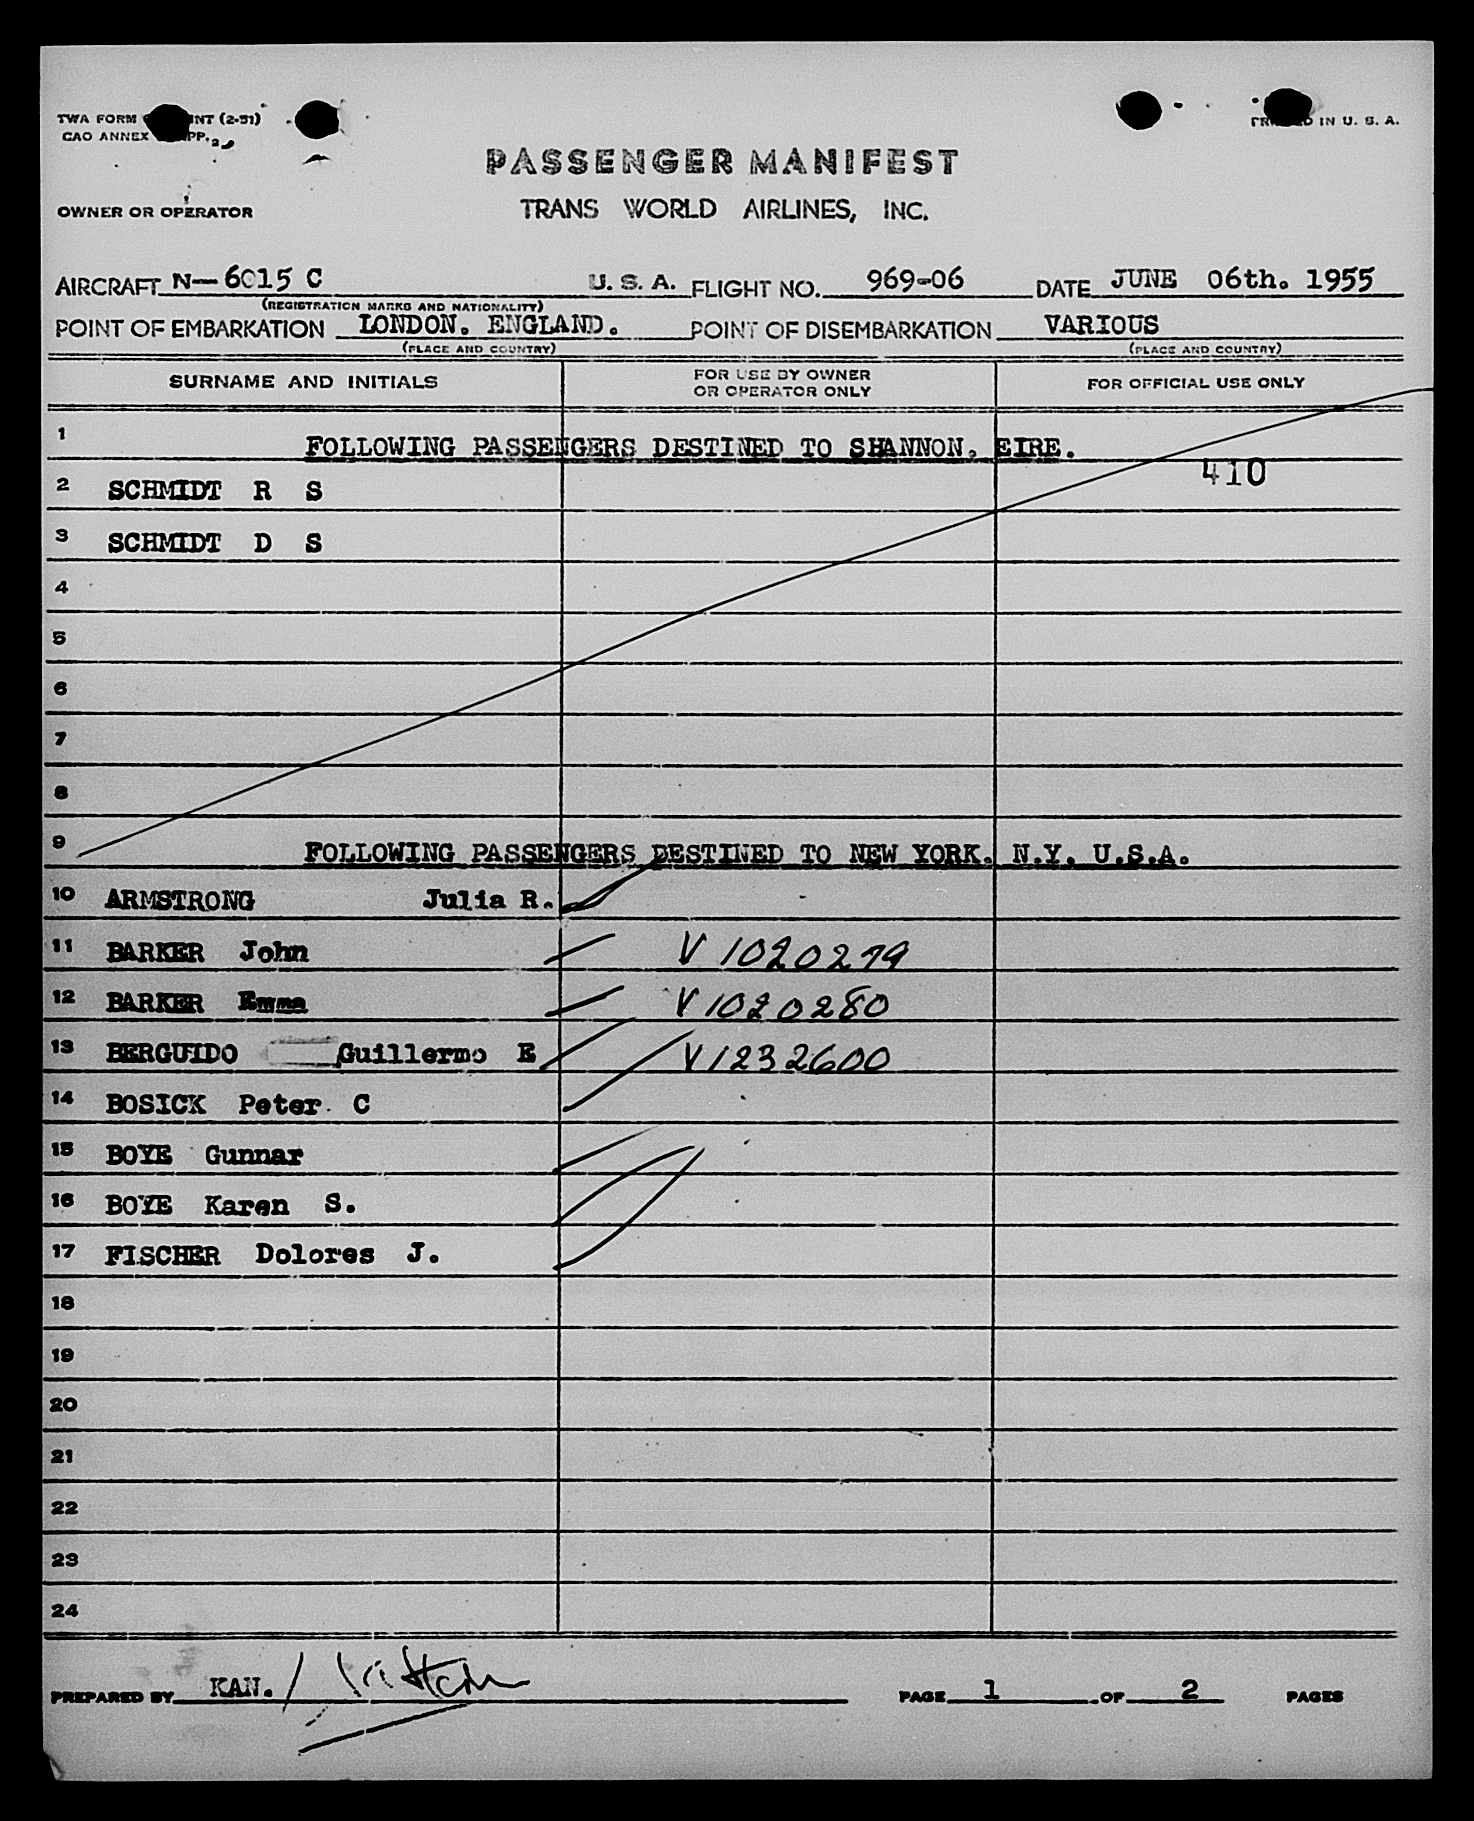 TWA FORM INT (2-51)
CAO ANNEX APP. 2
PRINTED IN U. S. A.
PASSENGER MANIFEST
OWNER OR OPERATOR TRANS WORLD AIRLINES, INC.
AIRCRAFT N-6015 C U. S. A. FLIGHT NO. 969-06 DATE JUNE 06th. 1955
(REGISTRATION MARKS AND NATIONALITY)
POINT OF EMBARKATION LONDON. ENGLAND. POINT OF DISEMBARKATION VARIOUS
(PLACE AND COUNTRY) (PLACE AND COUNTRY)
SURNAME AND INITIALS FOR USE BY OWNER OR OPERATOR ONLY FOR OFFICIAL USE ONLY
1 FOLLOWING PASSENGERS DESTINED TO SHANNON. EIRE.
410
2 SCHMIDT R S
3 SCHMIDT D S
4
5
6
7
8
9 FOLLOWING PASSENGERS DESTINED TO NEW YORK. N.Y. U.S.A.
10 ARMSTRONG Julia R.
11 BARKER John V 1020279
12 BARKER Emma V 1020280
13 BERGUIDO Guillermo E V 1232600
14 BOSICK Peter C
15 BOYE Gunnar
16 BOYE Karen S.
17 FISCHER Dolores J.
18
19
20
21
22
23
24
PREPARED BY KAN. / PAGE 1 OF 2 PAGES